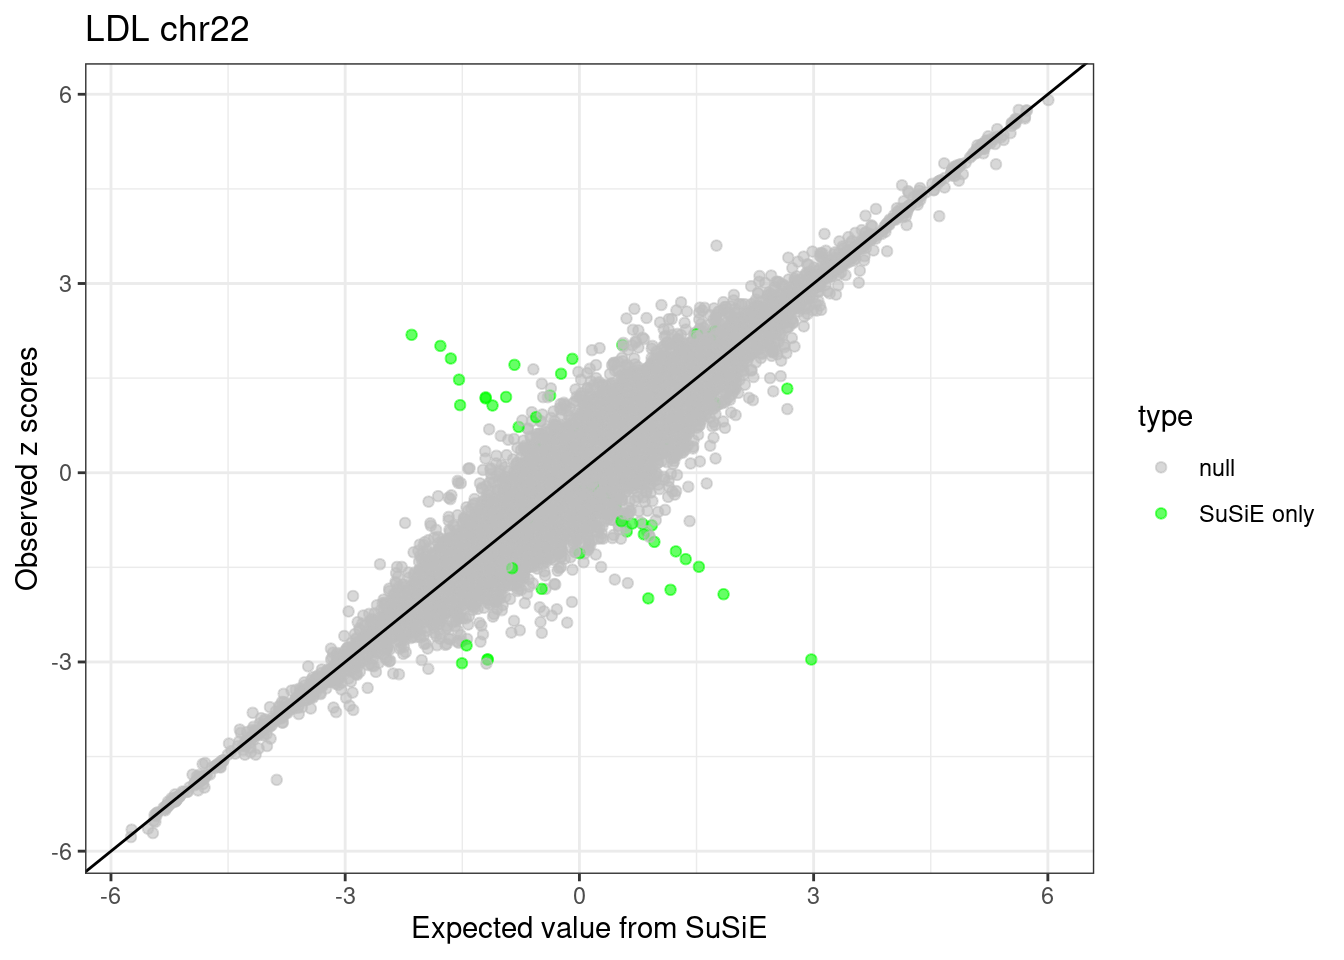 LDL chr22
6
3
0
-3
-6
Observed z scores
-6 -3 0 3 6
Expected value from SuSiE
type
null
SuSiE only